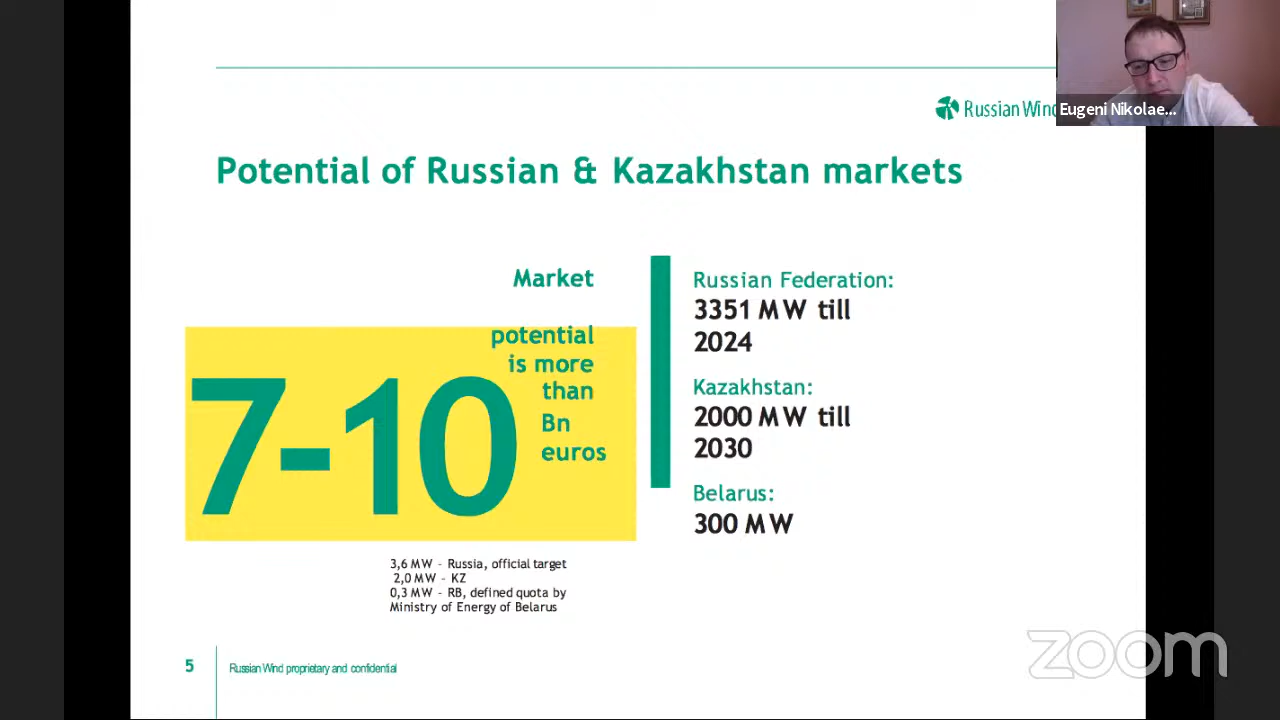 Russian Wind
Eugeni Nikolae...
Potential of Russian & Kazakhstan markets
Market
potential
is more
than
7-10
Bn
euros
3,6 MW - Russia, official target
2,0 MW - KZ
0,3 MW - RB, defined quota by
Ministry of Energy of Belarus
Russian Federation:
3351 MW till
2024
Kazakhstan:
2000 MW till
2030
Belarus:
300 MW
zoom
5
Russian Wind proprietary and confidential